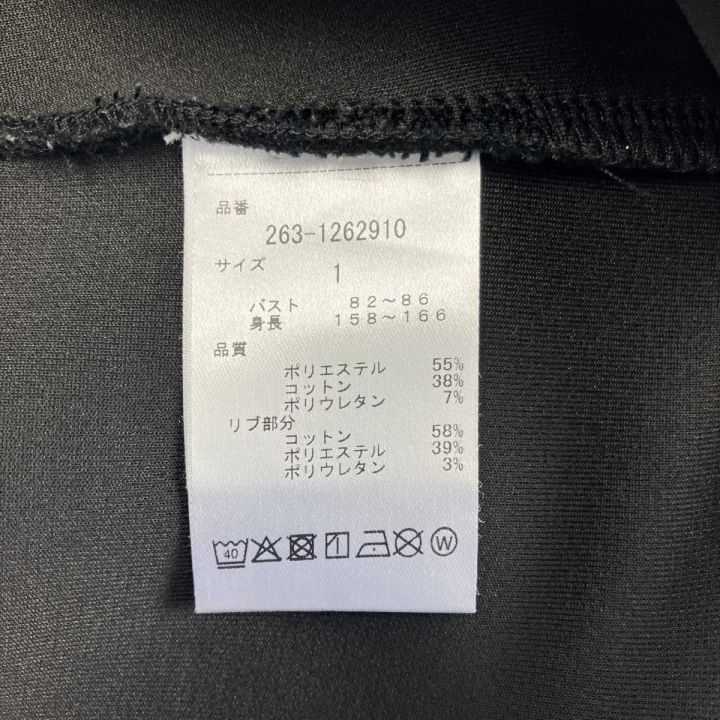 品番
263-1262910
サイズ
1
バスト 82～86
身長 158～166
品質
ポリエステル 55%
コットン 38%
ポリウレタン 7%
リブ部分
コットン 58%
ポリエステル 39%
ポリウレタン 3%
40 W